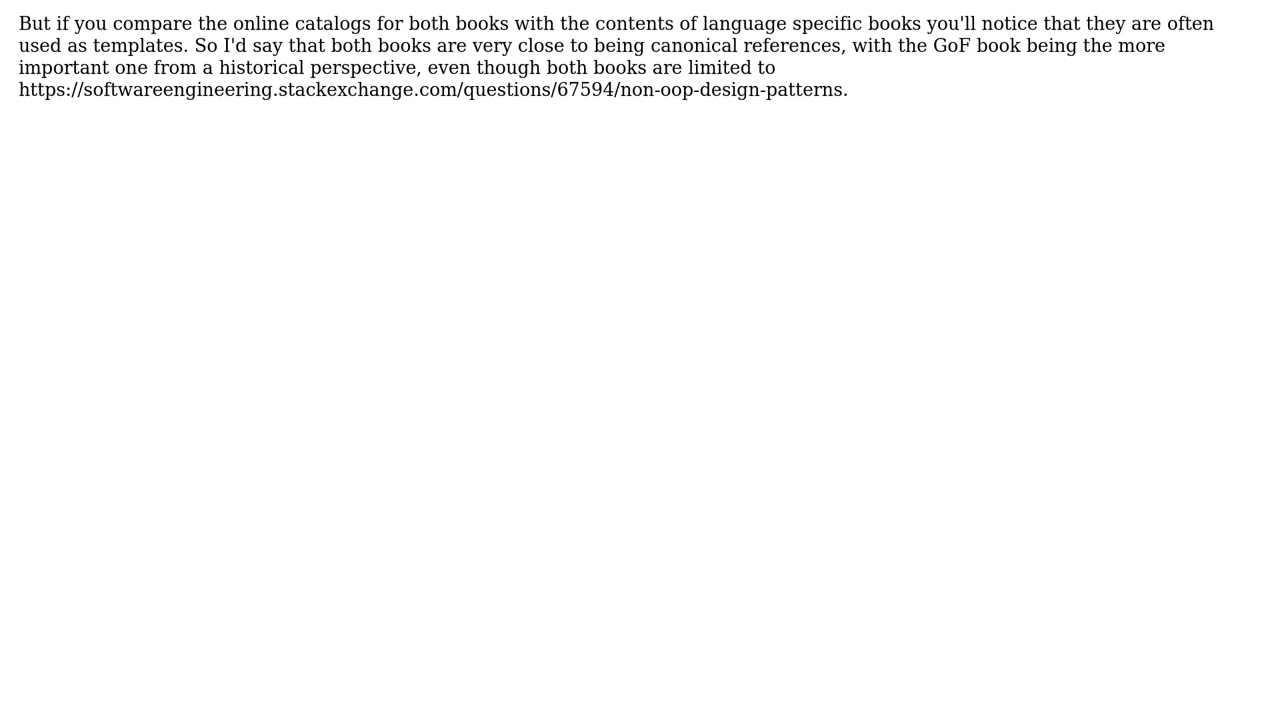 But if you compare the online catalogs for both books with the contents of language specific books you'll notice that they are often
used as templates. So I'd say that both books are very close to being canonical references, with the GoF book being the more
important one from a historical perspective, even though both books are limited to
https://softwareengineering.stackexchange.com/questions/67594/non-oop-design-patterns.